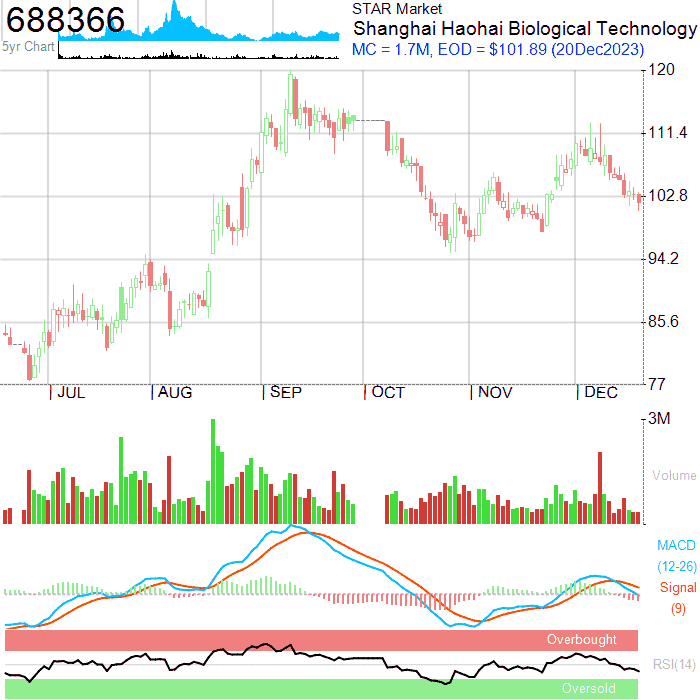 688366
STAR Market
Shanghai Haohai Biological Technology
5yr Chart
MC = 1.7M, EOD = $101.89 (20Dec2023)
120
111.4
102.8
94.2
85.6
77
JUL AUG SEP OCT NOV DEC
3M
Volume
MACD
(12-26)
Signal
(9)
Overbought
RSI(14)
Oversold